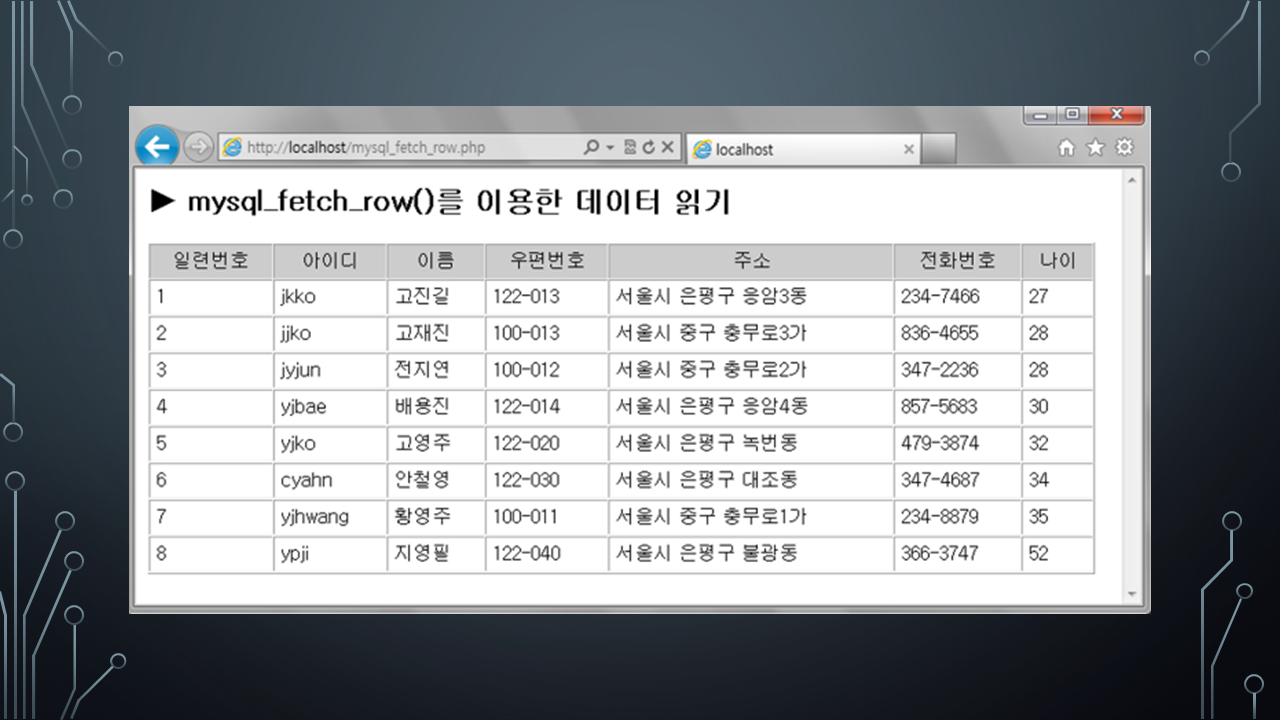 http://localhost/mysql_fetch_row.php
localhost
▶ mysql_fetch_row()를 이용한 데이터 읽기
일련번호 아이디 이름 우편번호 주소 전화번호 나이
1 jkko 고진길 122-013 서울시 은평구 응암3동 234-7466 27
2 jjko 고재진 100-013 서울시 중구 충무로3가 836-4655 28
3 jyjun 전지연 100-012 서울시 중구 충무로2가 347-2236 28
4 yjbae 배용진 122-014 서울시 은평구 응암4동 857-5683 30
5 yjko 고영주 122-020 서울시 은평구 녹번동 479-3874 32
6 cyahn 안철영 122-030 서울시 은평구 대조동 347-4687 34
7 yjhwang 황영주 100-011 서울시 중구 충무로1가 234-8879 35
8 ypji 지영필 122-040 서울시 은평구 불광동 366-3747 52